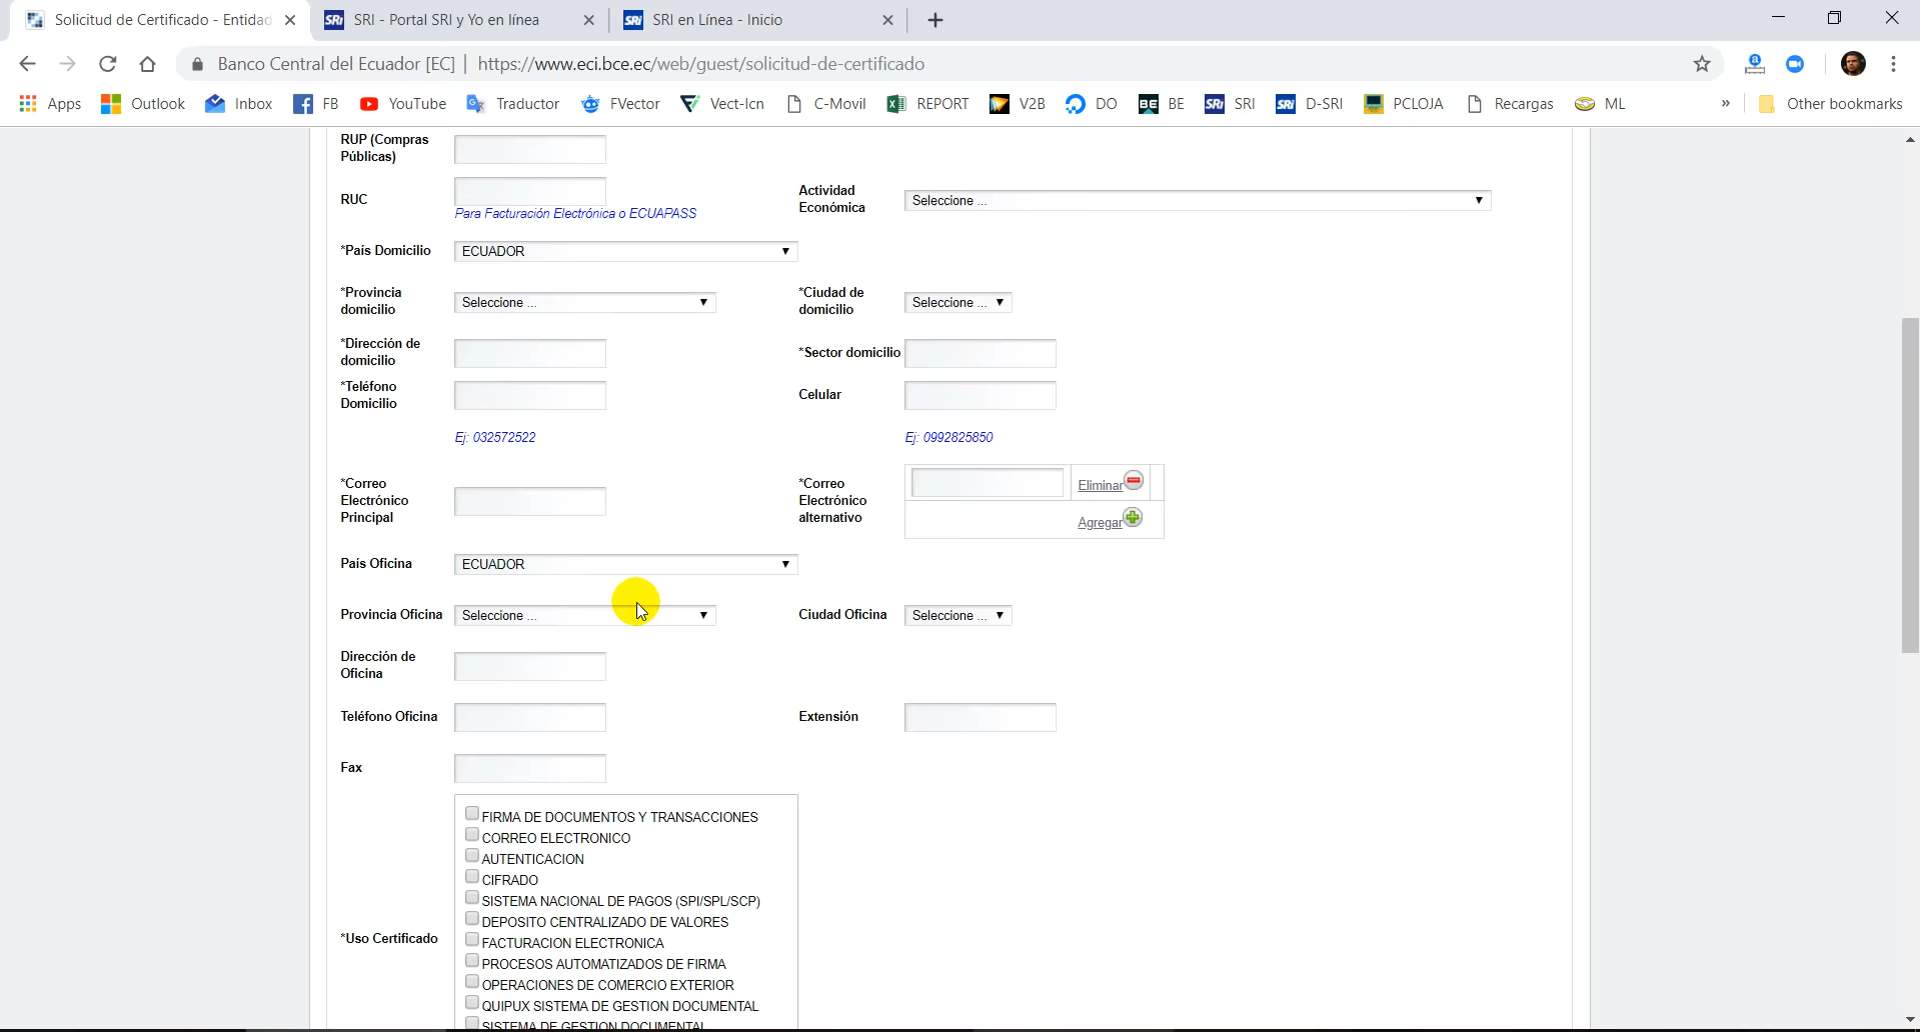 Solicitud de Certificado - Entidad
SRI - Portal SRI y Yo en línea
SRI en Línea - Inicio
Banco Central del Ecuador [EC] | https://www.eci.bce.ec/web/guest/solicitud-de-certificado
Apps Outlook Inbox FB YouTube Traductor FVector Vect-Icn C-Movil REPORT V2B DO BE SRI D-SRI PCLOJA Recargas ML » Other bookmarks
RUP (Compras
Públicas)
RUC
Para Facturación Electrónica o ECUAPASS
Actividad
Económica
Seleccione ...
*País Domicilio
ECUADOR
*Provincia
domicilio
Seleccione ...
*Ciudad de
domicilio
Seleccione ...
*Dirección de
domicilio
*Sector domicilio
*Teléfono
Domicilio
Celular
Ej: 032572522
Ej: 0992825850
*Correo
Electrónico
Principal
*Correo
Electrónico
alternativo
Eliminar
Agregar
País Oficina
ECUADOR
Provincia Oficina
Seleccione ...
Ciudad Oficina
Seleccione ...
Dirección de
Oficina
Teléfono Oficina
Extensión
Fax
*Uso Certificado
FIRMA DE DOCUMENTOS Y TRANSACCIONES
CORREO ELECTRONICO
AUTENTICACION
CIFRADO
SISTEMA NACIONAL DE PAGOS (SPI/SPL/SCP)
DEPOSITO CENTRALIZADO DE VALORES
FACTURACION ELECTRONICA
PROCESOS AUTOMATIZADOS DE FIRMA
OPERACIONES DE COMERCIO EXTERIOR
QUIPUX SISTEMA DE GESTION DOCUMENTAL
SISTEMA DE GESTION DOCUMENTAL